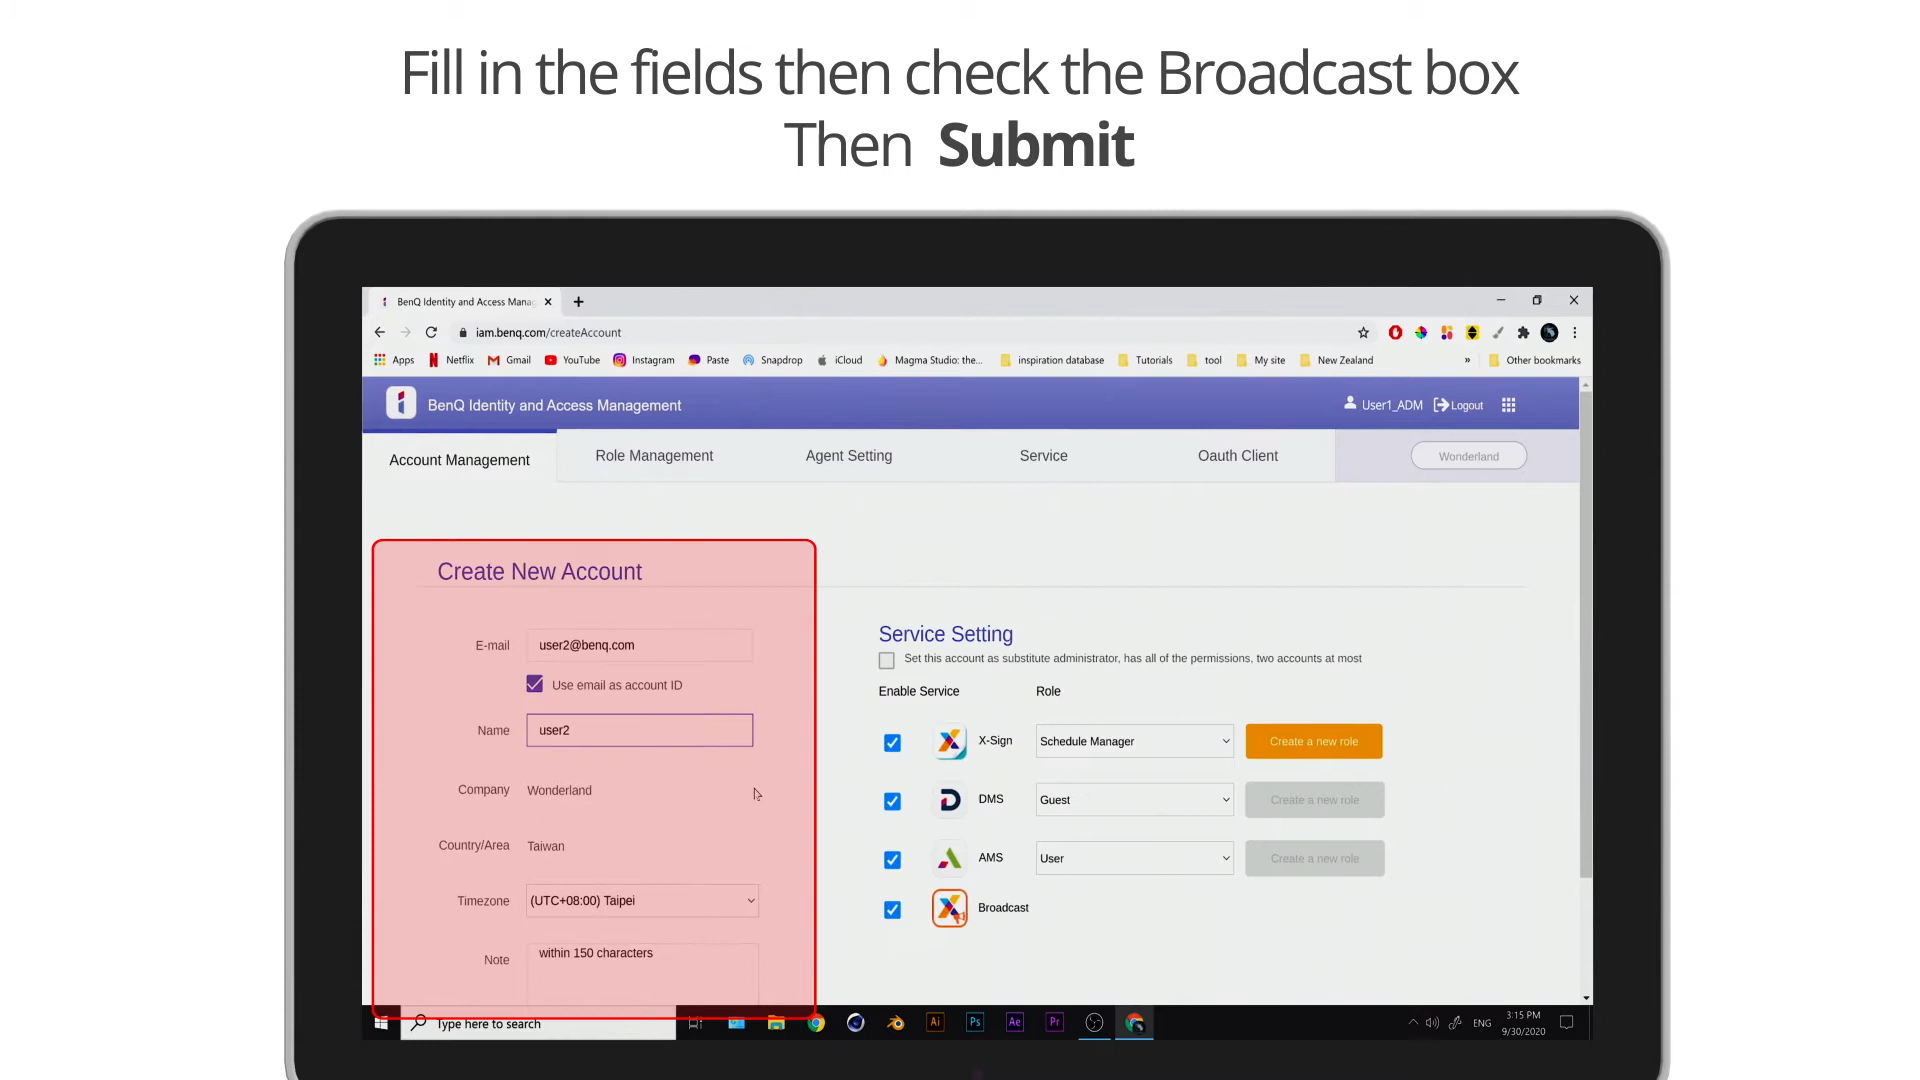 Fill in the fields then check the Broadcast box
Then Submit
BenQ Identity and Access Manag
iam.benq.com/createAccount
Apps Netflix Gmail YouTube Instagram Paste Snapdrop iCloud Magma Studio: the... inspiration database Tutorials tool My site New Zealand » Other bookmarks
BenQ Identity and Access Management User1_ADM Logout
Account Management Role Management Agent Setting Service Oauth Client Wonderland
Create New Account
E-mail user2@benq.com
Use email as account ID
Name user2
Company Wonderland
Country/Area Taiwan
Timezone (UTC+08:00) Taipei
Note within 150 characters
Service Setting
Set this account as substitute administrator, has all of the permissions, two accounts at most
Enable Service Role
X-Sign Schedule Manager Create a new role
DMS Guest Create a new role
AMS User Create a new role
Broadcast
Type here to search Ai Ps Ae Pr ENG 3:15 PM
9/30/2020